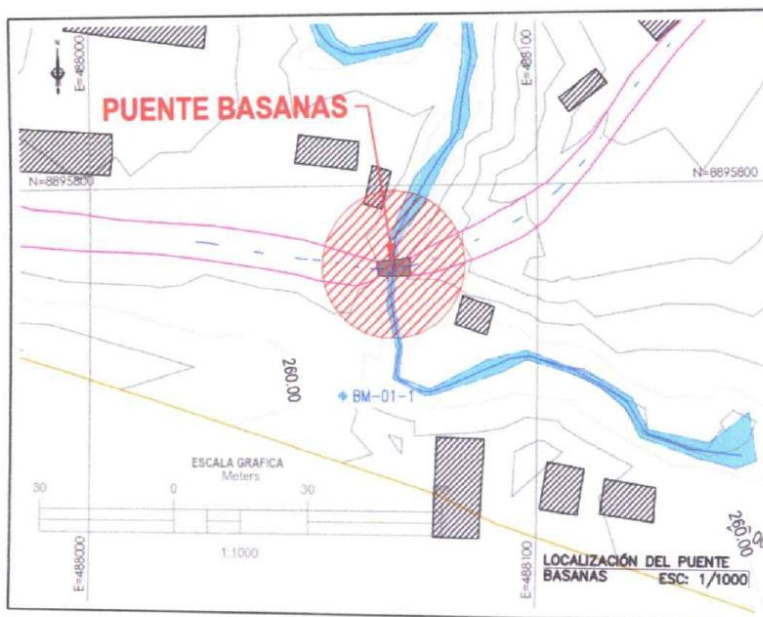 E=488000
E=488100
PUENTE BASANAS
N=8895800
N=8895800
260.00
BM-01-1
ESCALA GRAFICA
Meters
30
0
30
1:1000
E=488000
E=488100
260.00
LOCALIZACIÓN DEL PUENTE
BASANAS ESC: 1/1000